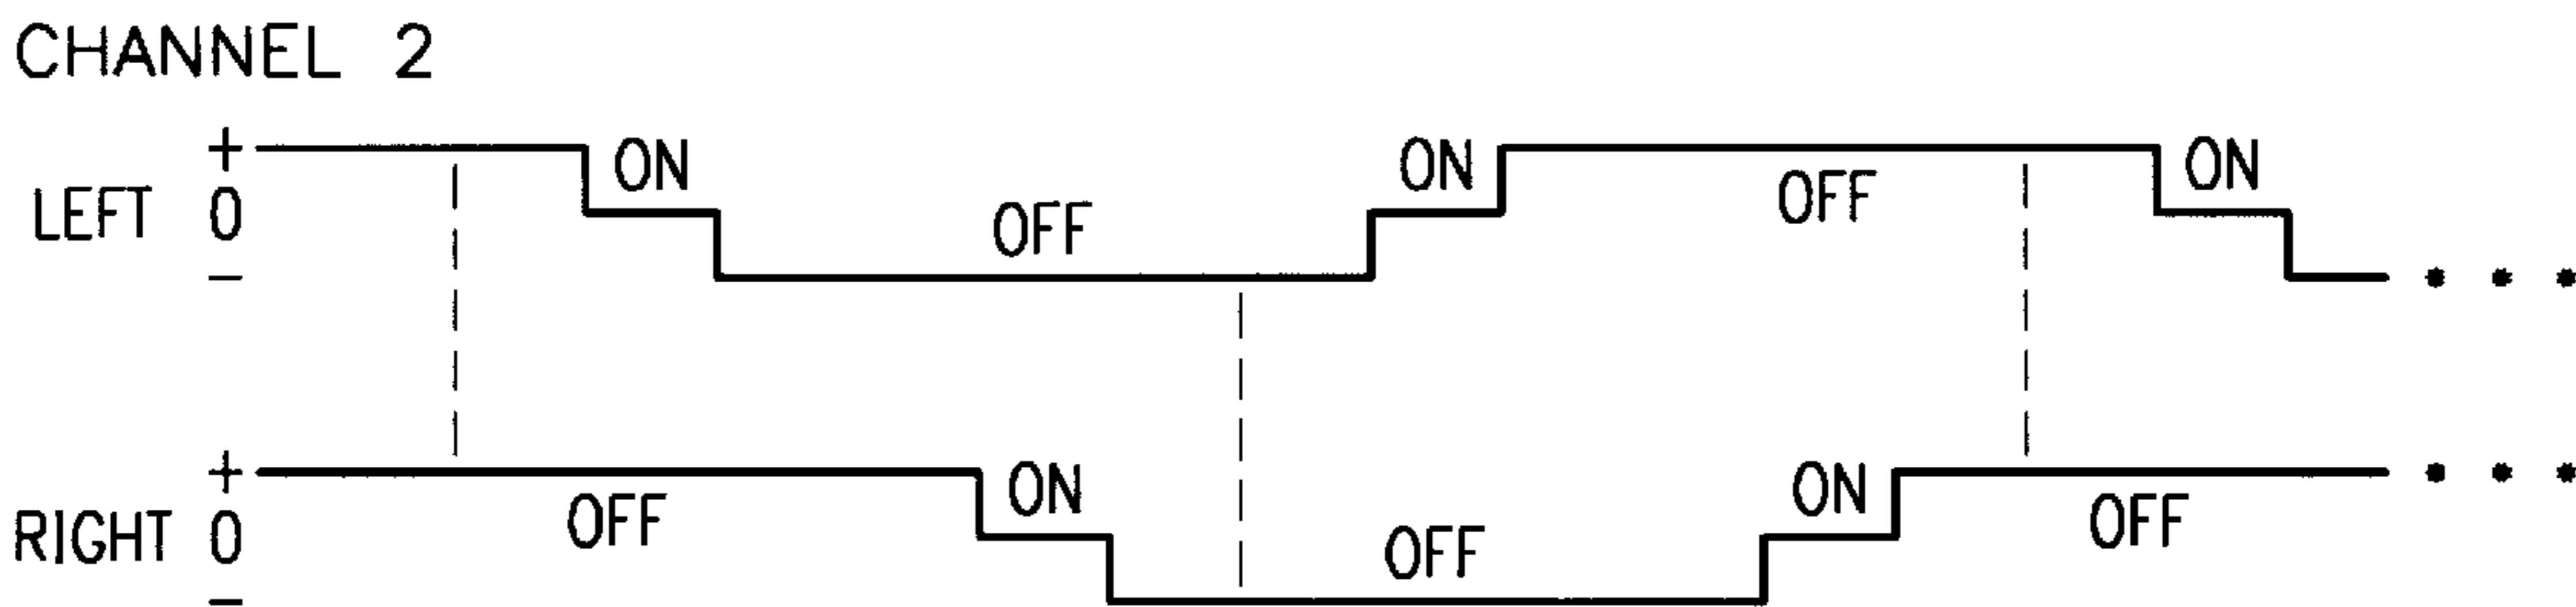 CHANNEL 2
+ ON ON ON
LEFT 0 OFF OFF
−
+ ON ON
RIGHT 0 OFF OFF OFF
−